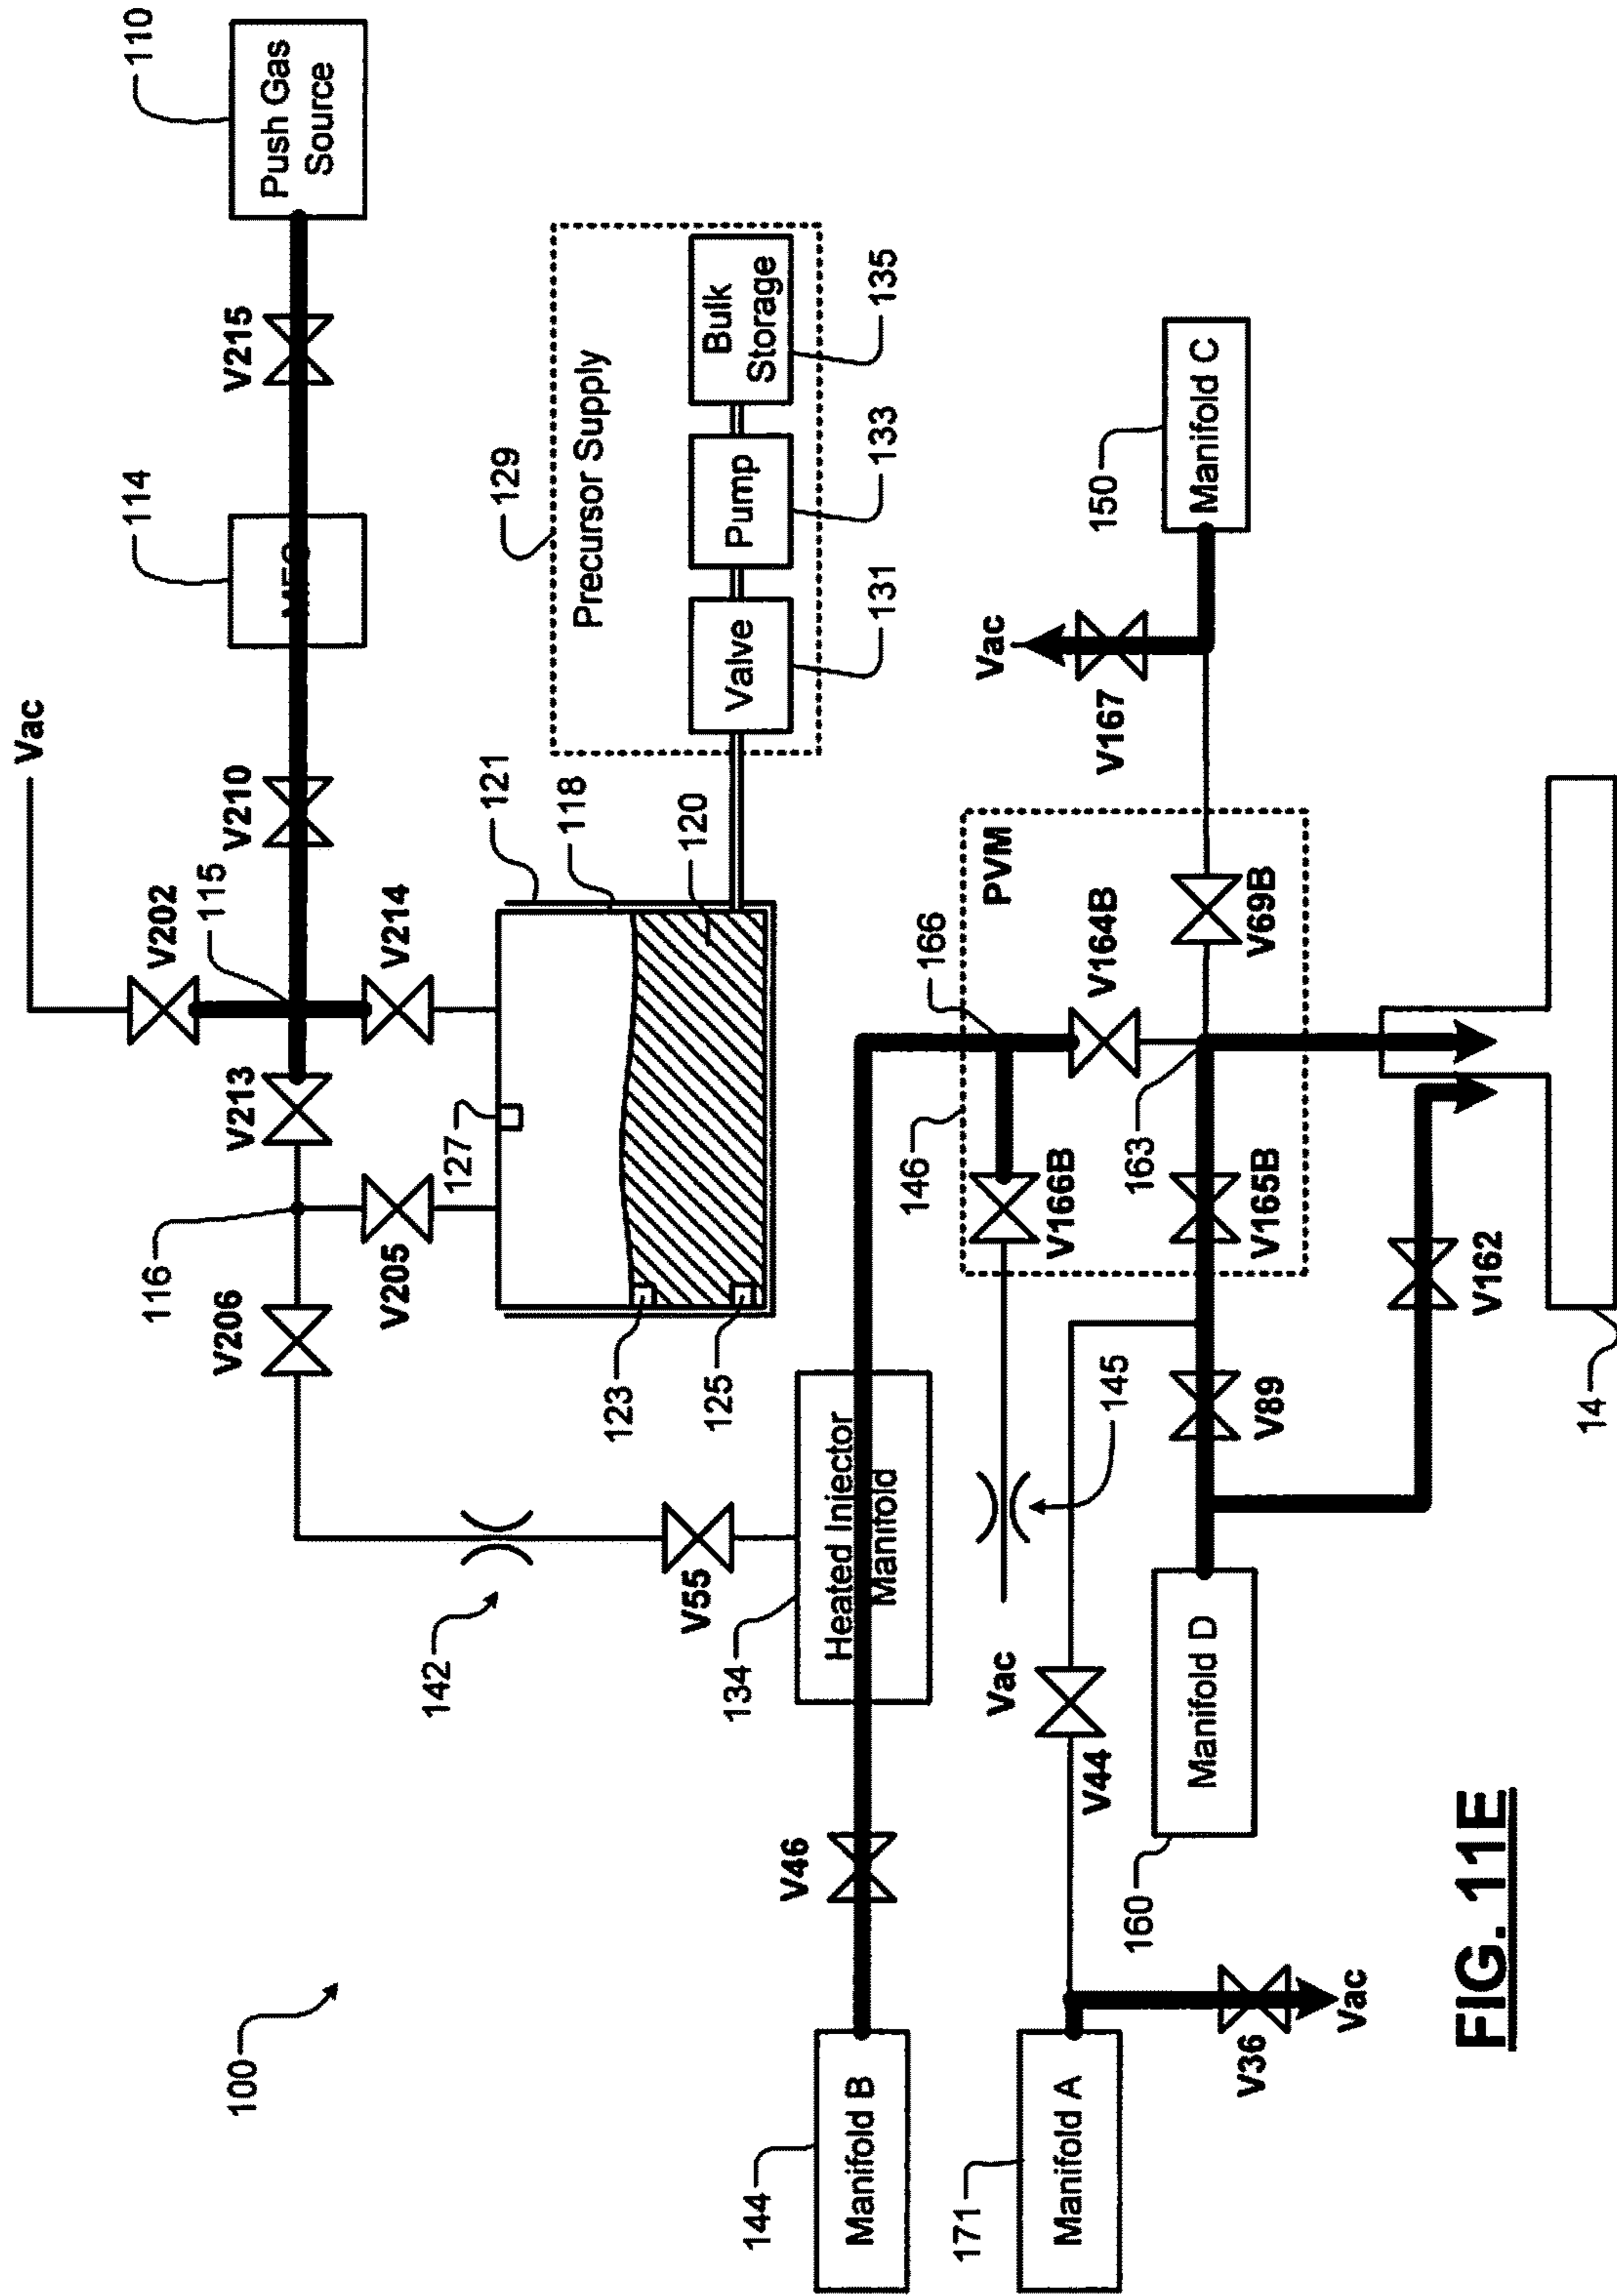 100
142
116
V206
V213
V205
115
V202
V214
Vac
V210
114
MFC
V215
110
Push Gas
Source
127
121
118
120
123
125
129
Precursor Supply
Valve
Pump
Bulk
Storage
131
133
135
V55
134
Heated Injector
Manifold
V46
144
Manifold B
146
166
PVM
V164B
V166B
163
V165B
V69B
Vac
V167
150
Manifold C
145
Vac
V44
V89
V162
171
Manifold A
160
Manifold D
V36
Vac
14
FIG. 11E